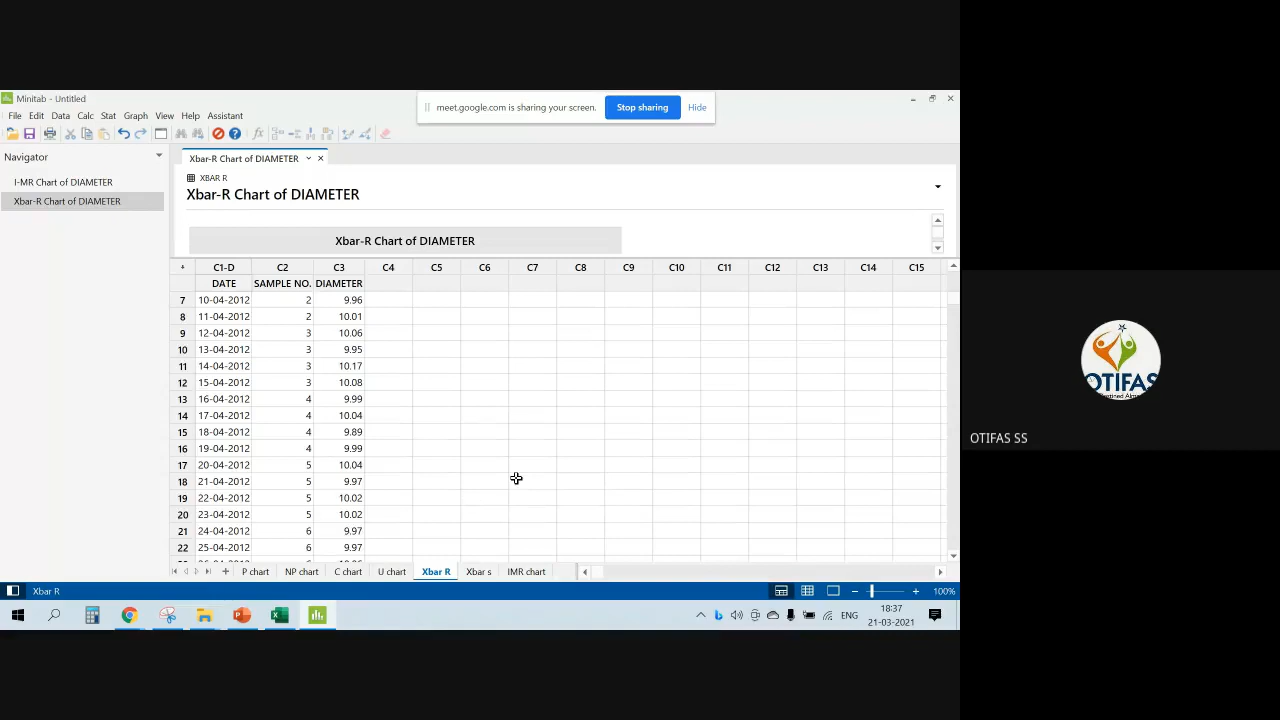 Minitab - Untitled
meet.google.com is sharing your screen.
Stop sharing
Hide
File Edit Data Calc Stat Graph View Help Assistant
Navigator
I-MR Chart of DIAMETER
Xbar-R Chart of DIAMETER
Xbar-R Chart of DIAMETER
XBAR R
Xbar-R Chart of DIAMETER
Xbar-R Chart of DIAMETER
C1-D C2 C3 C4 C5 C6 C7 C8 C9 C10 C11 C12 C13 C14 C15
DATE SAMPLE NO. DIAMETER
7 10-04-2012 2 9.96
8 11-04-2012 2 10.01
9 12-04-2012 3 10.06
10 13-04-2012 3 9.95
11 14-04-2012 3 10.17
12 15-04-2012 3 10.08
13 16-04-2012 4 9.99
14 17-04-2012 4 10.04
15 18-04-2012 4 9.89
16 19-04-2012 4 9.99
17 20-04-2012 5 10.04
18 21-04-2012 5 9.97
19 22-04-2012 5 10.02
20 23-04-2012 5 10.02
21 24-04-2012 6 9.97
22 25-04-2012 6 9.97
P chart NP chart C chart U chart Xbar R Xbar s IMR chart
Xbar R
100%
ENG
18:37
21-03-2021
OTIFAS
OTIFAS SS